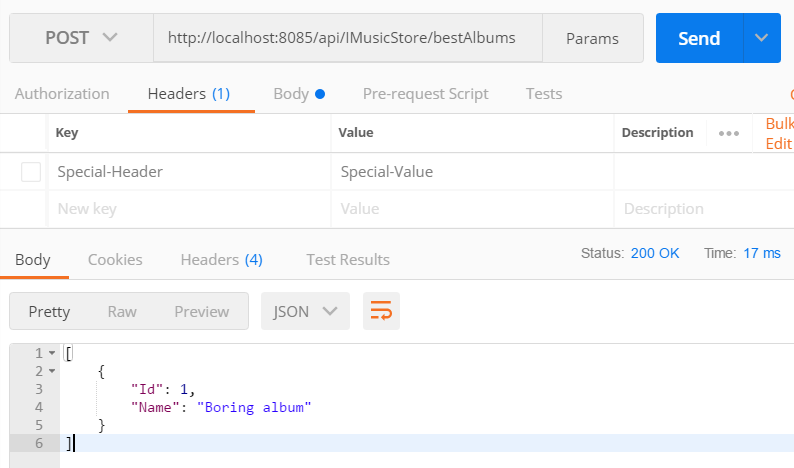 POST http://localhost:8085/api/IMusicStore/bestAlbums Params Send
Authorization Headers (1) Body Pre-request Script Tests
Key Value Description ••• Bulk Edit
Special-Header Special-Value
New key Value Description
Body Cookies Headers (4) Test Results Status: 200 OK Time: 17 ms
Pretty Raw Preview JSON
1 [
2 {
3 "Id": 1,
4 "Name": "Boring album"
5 }
6 ]